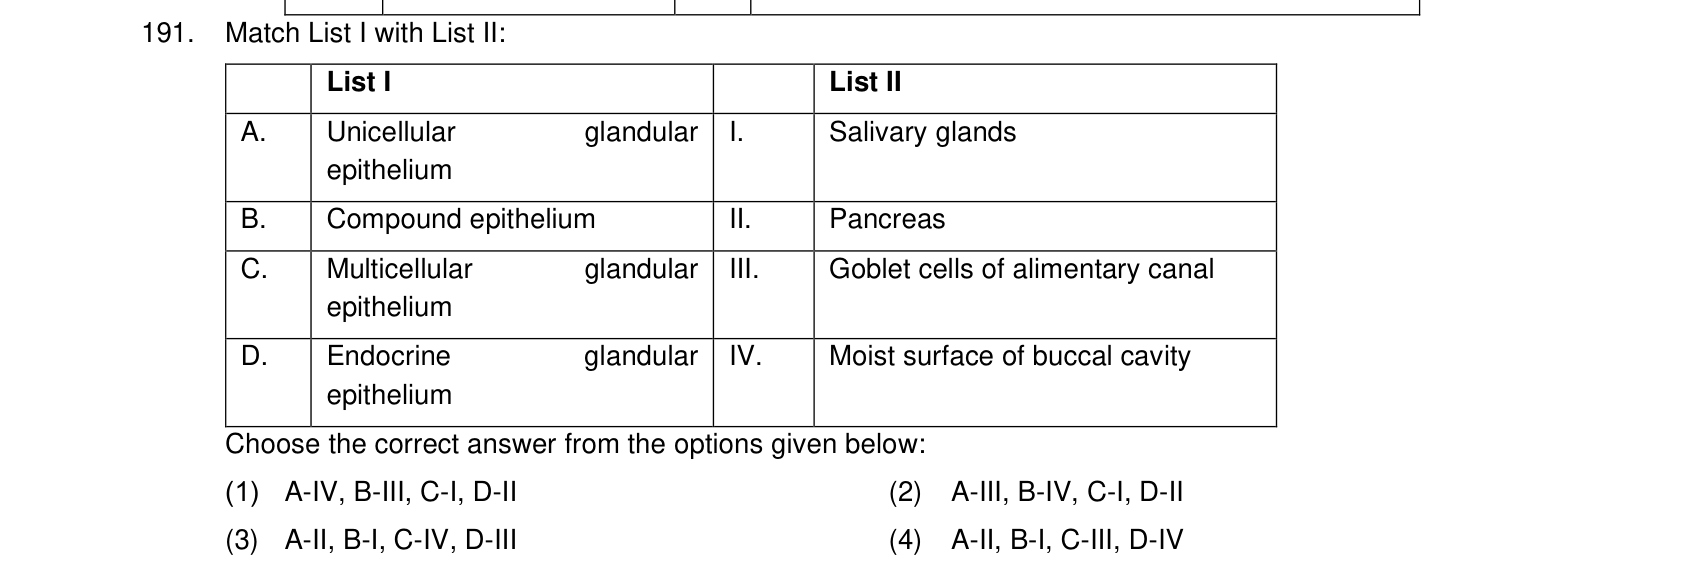 191. Match List I with List II:
List I List II
A. Unicellular glandular I. Salivary glands
epithelium
B. Compound epithelium II. Pancreas
C. Multicellular glandular III. Goblet cells of alimentary canal
epithelium
D. Endocrine glandular IV. Moist surface of buccal cavity
epithelium
Choose the correct answer from the options given below:
(1) A-IV, B-III, C-I, D-II (2) A-III, B-IV, C-I, D-II
(3) A-II, B-I, C-IV, D-III (4) A-II, B-I, C-III, D-IV